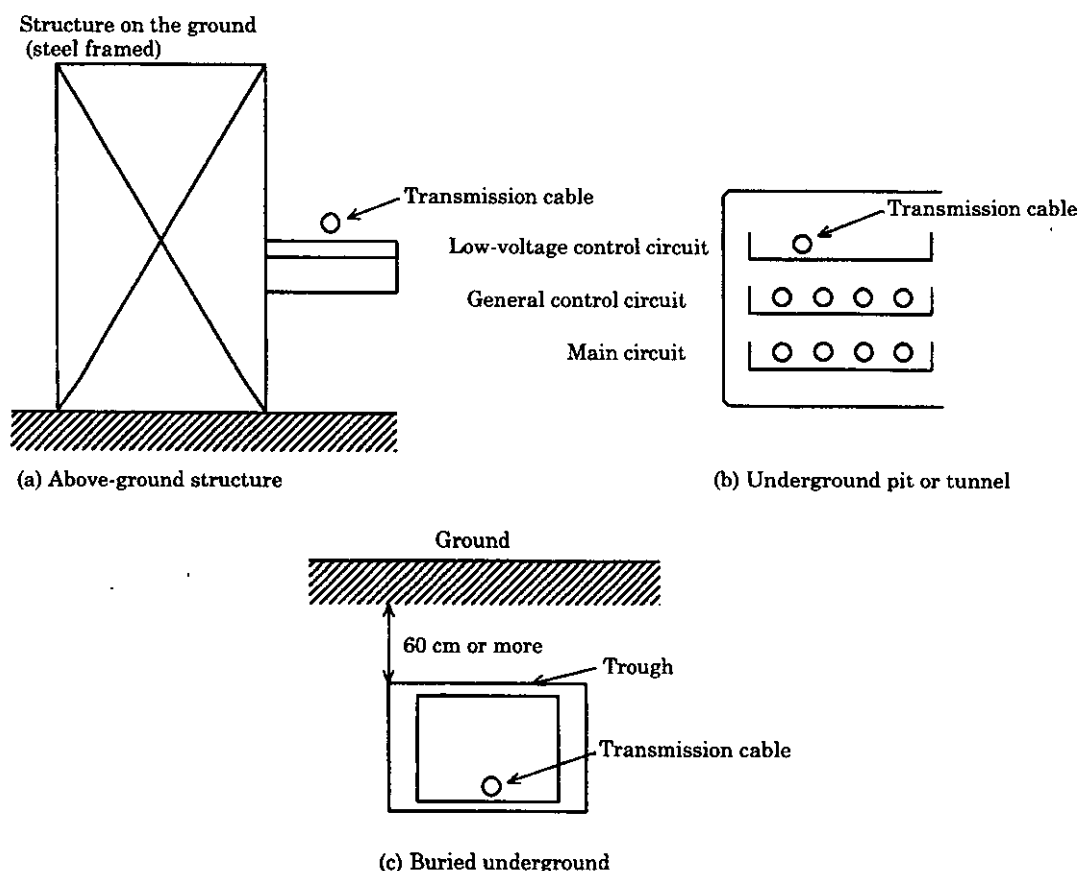 Structure on the ground
(steel framed)
Transmission cable
(a) Above-ground structure
Transmission cable
Low-voltage control circuit
General control circuit
Main circuit
(b) Underground pit or tunnel
Ground
60 cm or more
Trough
Transmission cable
(c) Buried underground